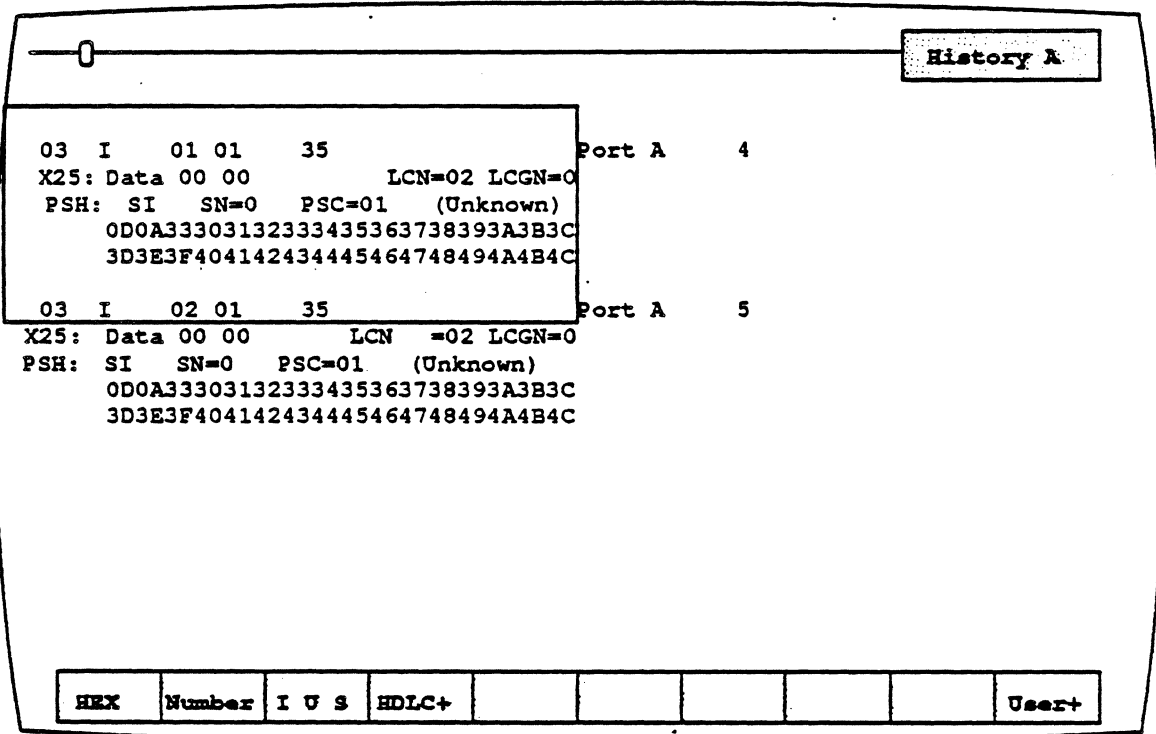 History A
03 I 01 01 35 Port A 4
X25: Data 00 00 LCN=02 LCGN=0
PSH: SI SN=0 PSC=01 (Unknown)
0D0A33303132333435363738393A3B3C
3D3E3F404142434445464748494A4B4C
03 I 02 01 35 Port A 5
X25: Data 00 00 LCN =02 LCGN=0
PSH: SI SN=0 PSC=01 (Unknown)
0D0A33303132333435363738393A3B3C
3D3E3F404142434445464748494A4B4C
HEX Number I U S HDLC+ User+